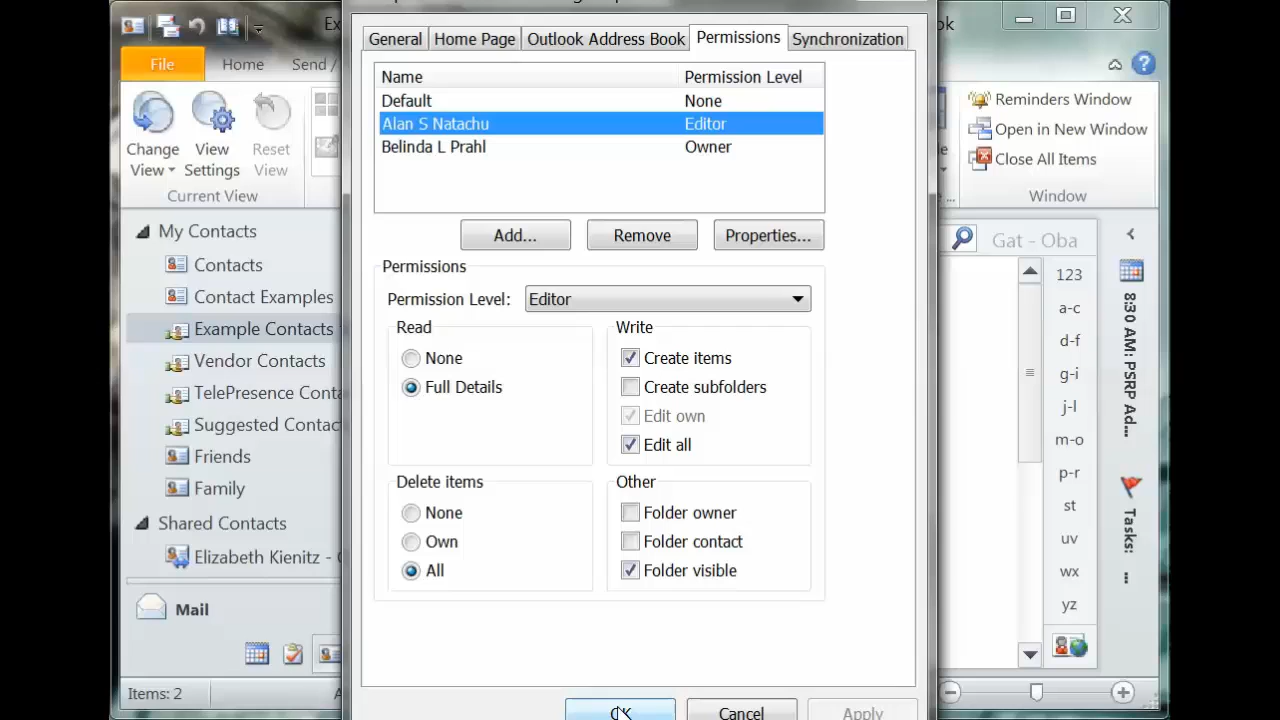 Ex
ok
File
Home
Send /
Change
View
View
Settings
Reset
View
Current View
My Contacts
Contacts
Contact Examples
Example Contacts
Vendor Contacts
TelePresence Conta
Suggested Contac
Friends
Family
Shared Contacts
Elizabeth Kienitz -
Mail
Items: 2
General
Home Page
Outlook Address Book
Permissions
Synchronization
Name Permission Level
Default None
Alan S Natachu Editor
Belinda L Prahl Owner
Add...
Remove
Properties...
Permissions
Permission Level: Editor
Read
None
Full Details
Write
Create items
Create subfolders
Edit own
Edit all
Delete items
None
Own
All
Other
Folder owner
Folder contact
Folder visible
OK
Cancel
Apply
Reminders Window
Open in New Window
Close All Items
Window
Gat - Oba
123
a-c
d-f
g-i
j-l
m-o
p-r
st
uv
wx
yz
8:30 AM: PSRP Ad...
Tasks: ...